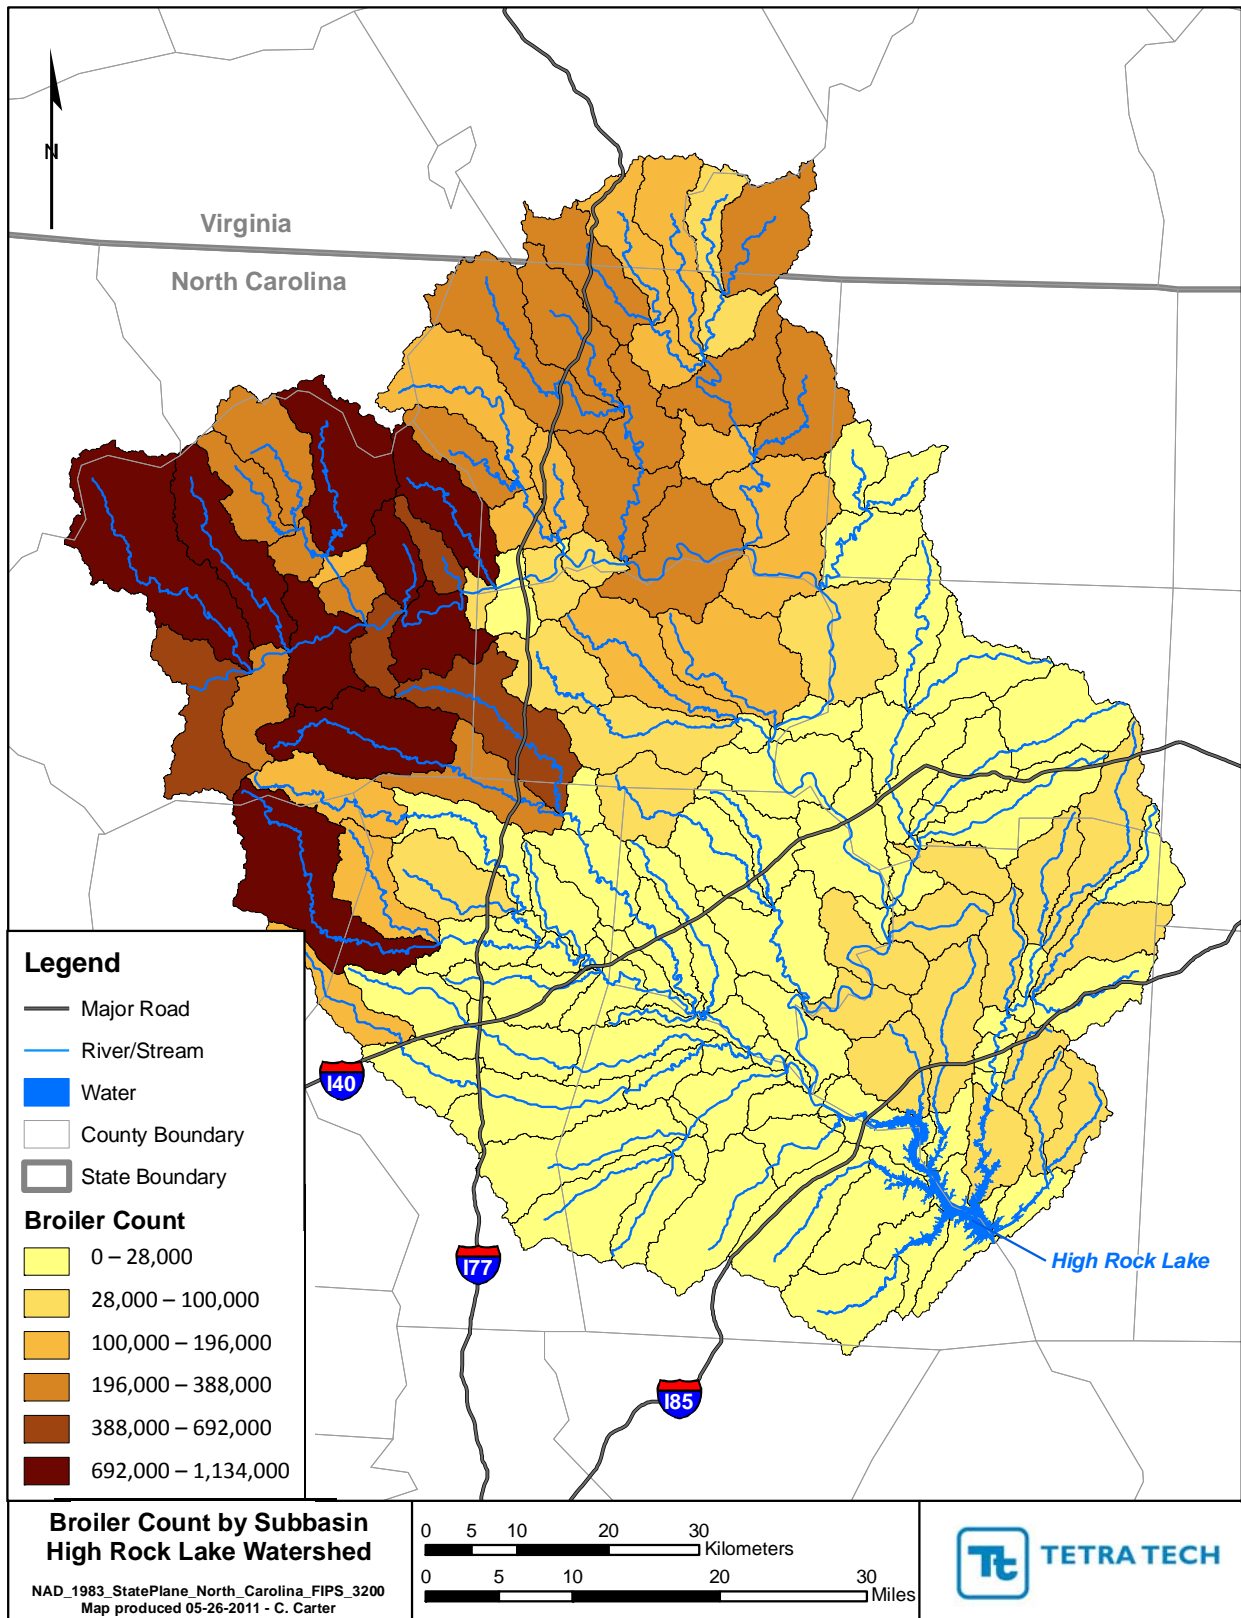 N
Virginia
North Carolina
Legend
Major Road
River/Stream
Water
County Boundary
State Boundary
Broiler Count
0 – 28,000
28,000 – 100,000
100,000 – 196,000
196,000 – 388,000
388,000 – 692,000
692,000 – 1,134,000
I40
I77
I85
High Rock Lake
Broiler Count by Subbasin
High Rock Lake Watershed
NAD_1983_StatePlane_North_Carolina_FIPS_3200
Map produced 05-26-2011 - C. Carter
0 5 10 20 30
Kilometers
0 5 10 20 30
Miles
Tt TETRA TECH